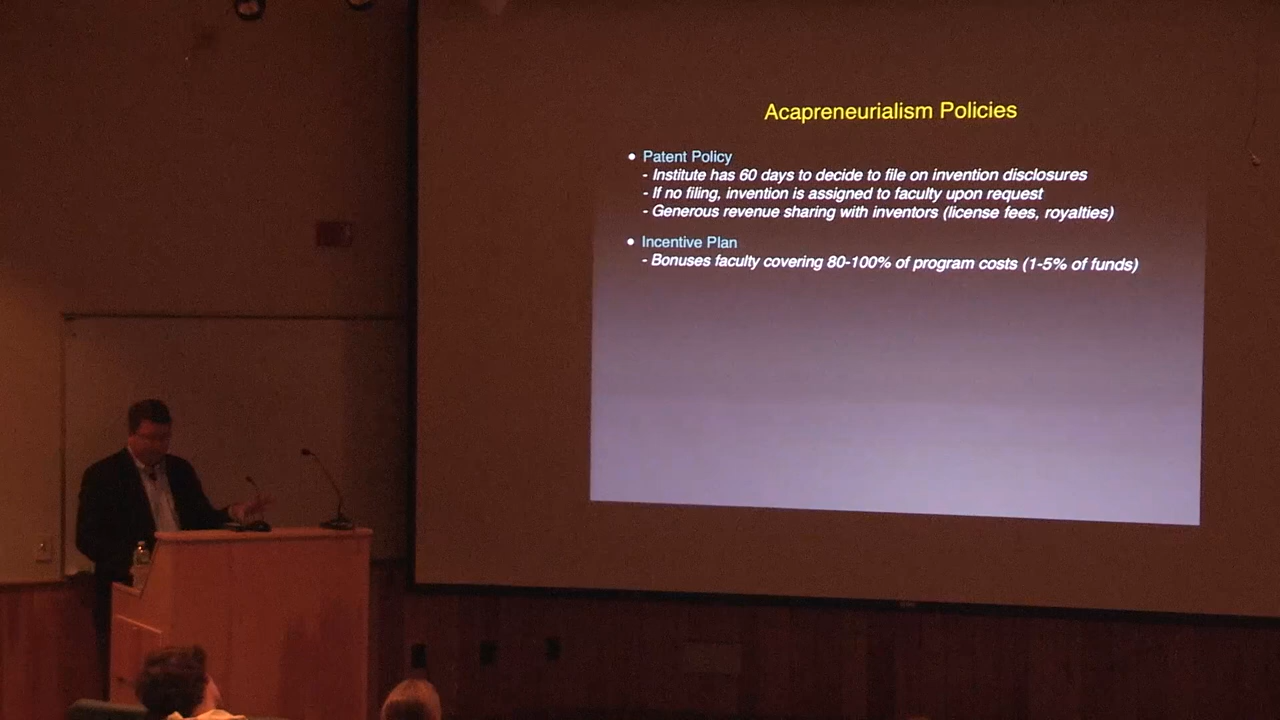 Acapreneurialism Policies
• Patent Policy
- Institute has 60 days to decide to file on invention disclosures
- If no filing, invention is assigned to faculty upon request
- Generous revenue sharing with inventors (license fees, royalties)
• Incentive Plan
- Bonuses faculty covering 80-100% of program costs (1-5% of funds)